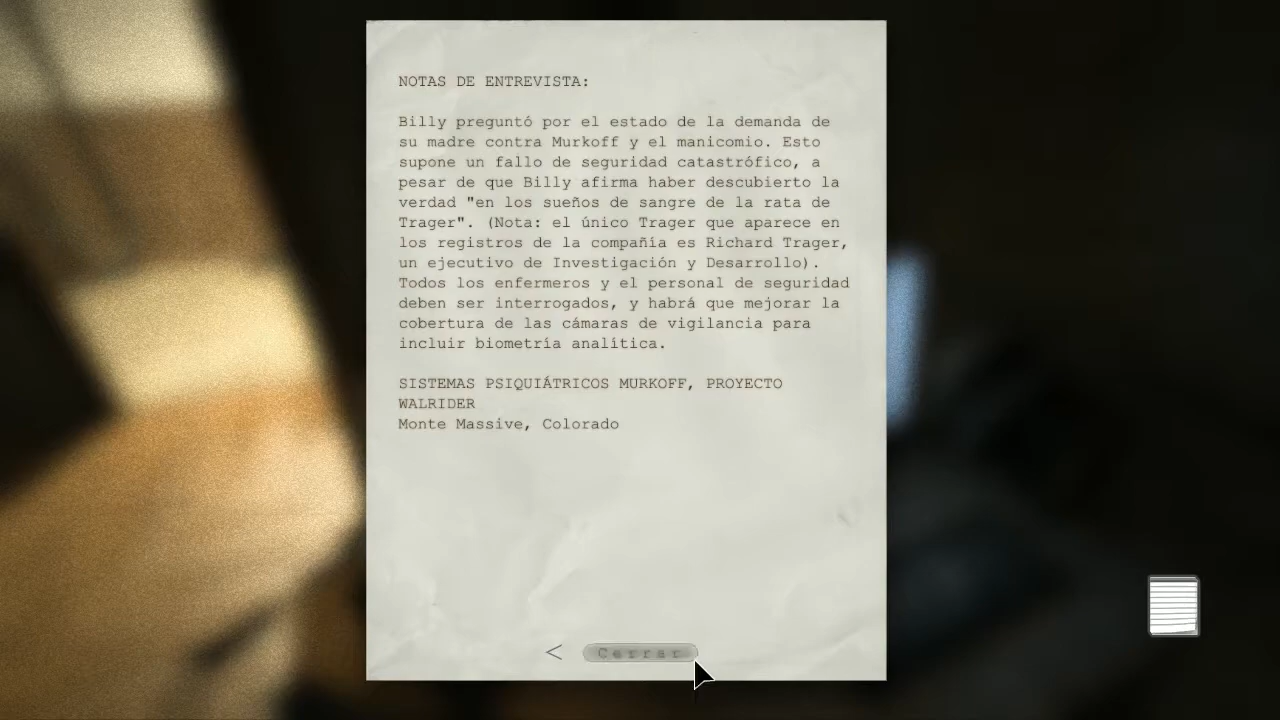 NOTAS DE ENTREVISTA:
Billy preguntó por el estado de la demanda de
su madre contra Murkoff y el manicomio. Esto
supone un fallo de seguridad catastrófico, a
pesar de que Billy afirma haber descubierto la
verdad "en los sueños de sangre de la rata de
Trager". (Nota: el único Trager que aparece en
los registros de la compañía es Richard Trager,
un ejecutivo de Investigación y Desarrollo).
Todos los enfermeros y el personal de seguridad
deben ser interrogados, y habrá que mejorar la
cobertura de las cámaras de vigilancia para
incluir biometría analítica.
SISTEMAS PSIQUIÁTRICOS MURKOFF, PROYECTO
WALRIDER
Monte Massive, Colorado
< Cerrar